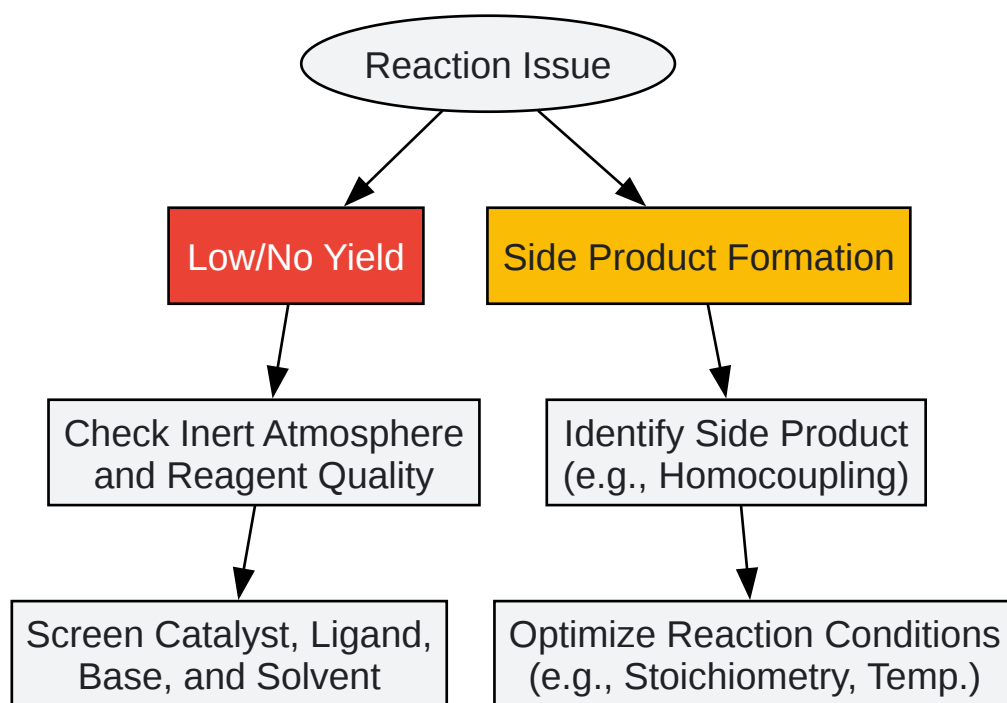 Reaction Issue
Low/No Yield
Side Product Formation
Check Inert Atmosphere
and Reagent Quality
Identify Side Product
(e.g., Homocoupling)
Screen Catalyst, Ligand,
Base, and Solvent
Optimize Reaction Conditions
(e.g., Stoichiometry, Temp.)